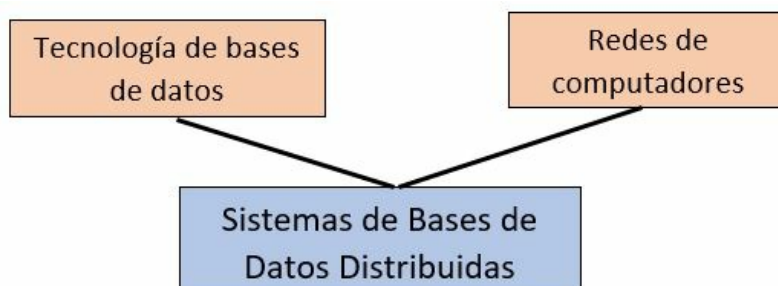 Tecnología de bases
de datos
Redes de
computadores
Sistemas de Bases de
Datos Distribuidas